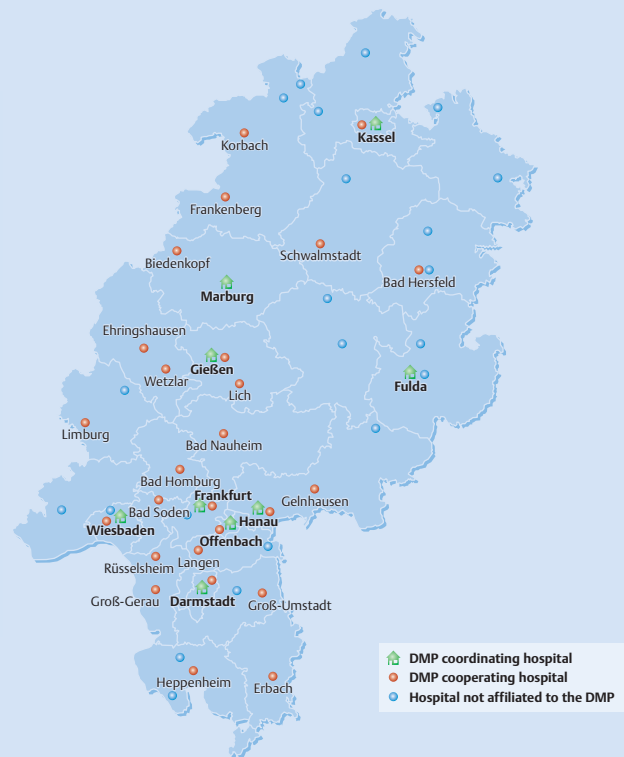 Kassel
Korbach
Frankenberg
Schwalmstadt
Biedenkopf
Bad Hersfeld
Marburg
Ehringshausen
Gießen
Wetzlar
Fulda
Lich
Limburg
Bad Nauheim
Bad Homburg
Frankfurt
Gelnhausen
Bad Soden
Hanau
Wiesbaden
Offenbach
Langen
Rüsselsheim
Groß-Gerau
Darmstadt
Groß-Umstadt
Heppenheim
Erbach
DMP coordinating hospital
DMP cooperating hospital
Hospital not affiliated to the DMP